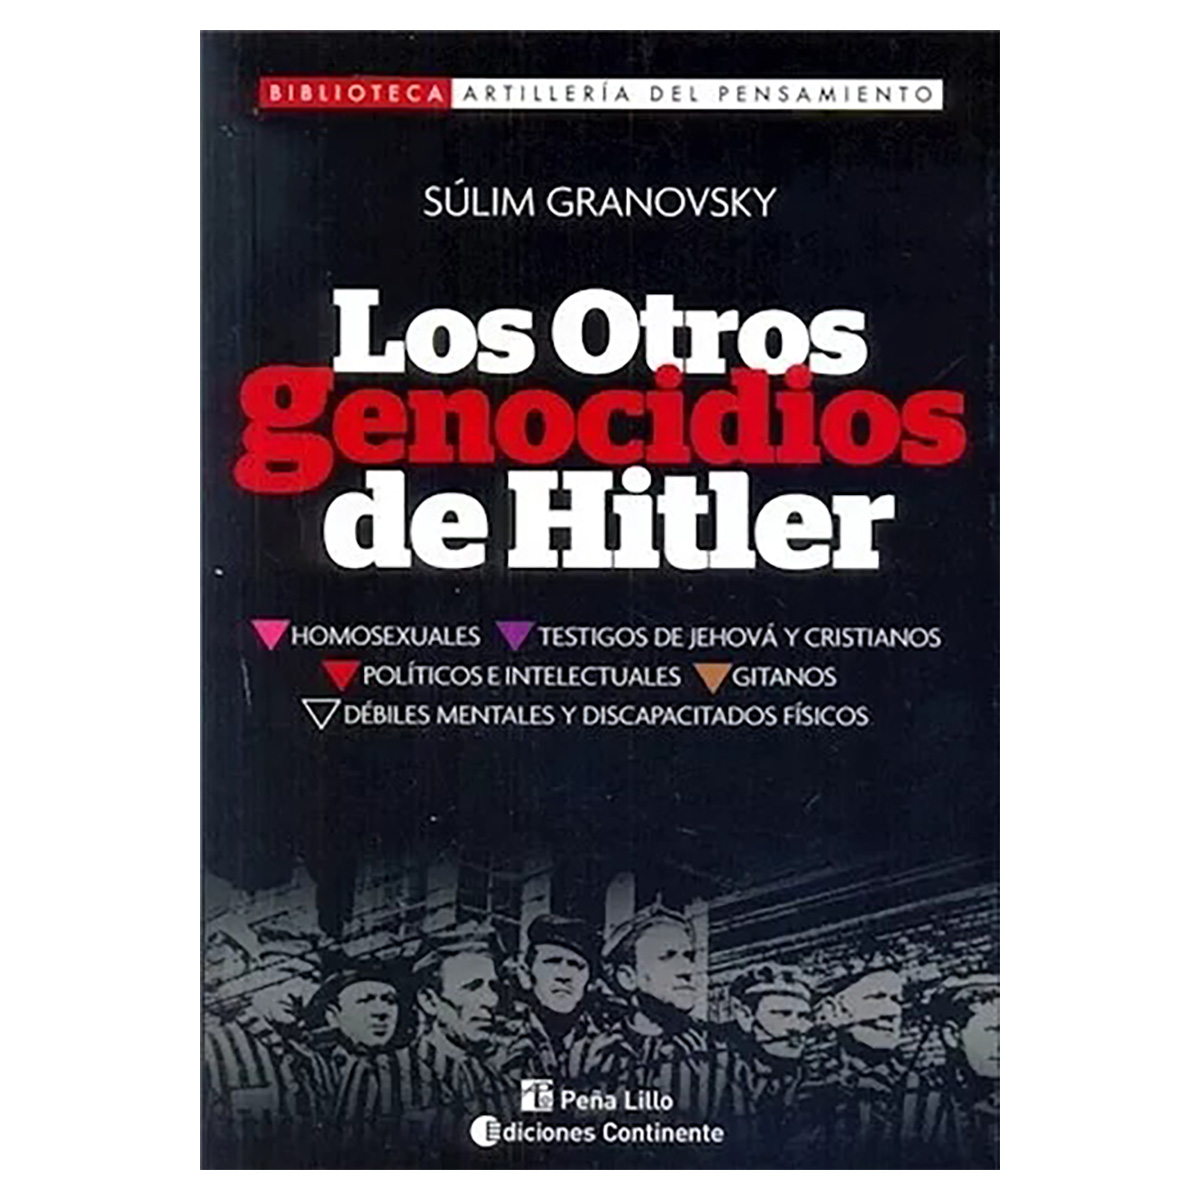 BIBLIOTECA ARTILLERÍA DEL PENSAMIENTO
SÚLIM GRANOVSKY
Los Otros
genocidios
de Hitler
HOMOSEXUALES TESTIGOS DE JEHOVÁ Y CRISTIANOS
POLÍTICOS E INTELECTUALES GITANOS
DÉBILES MENTALES Y DISCAPACITADOS FÍSICOS
Peña Lillo
Ediciones Continente